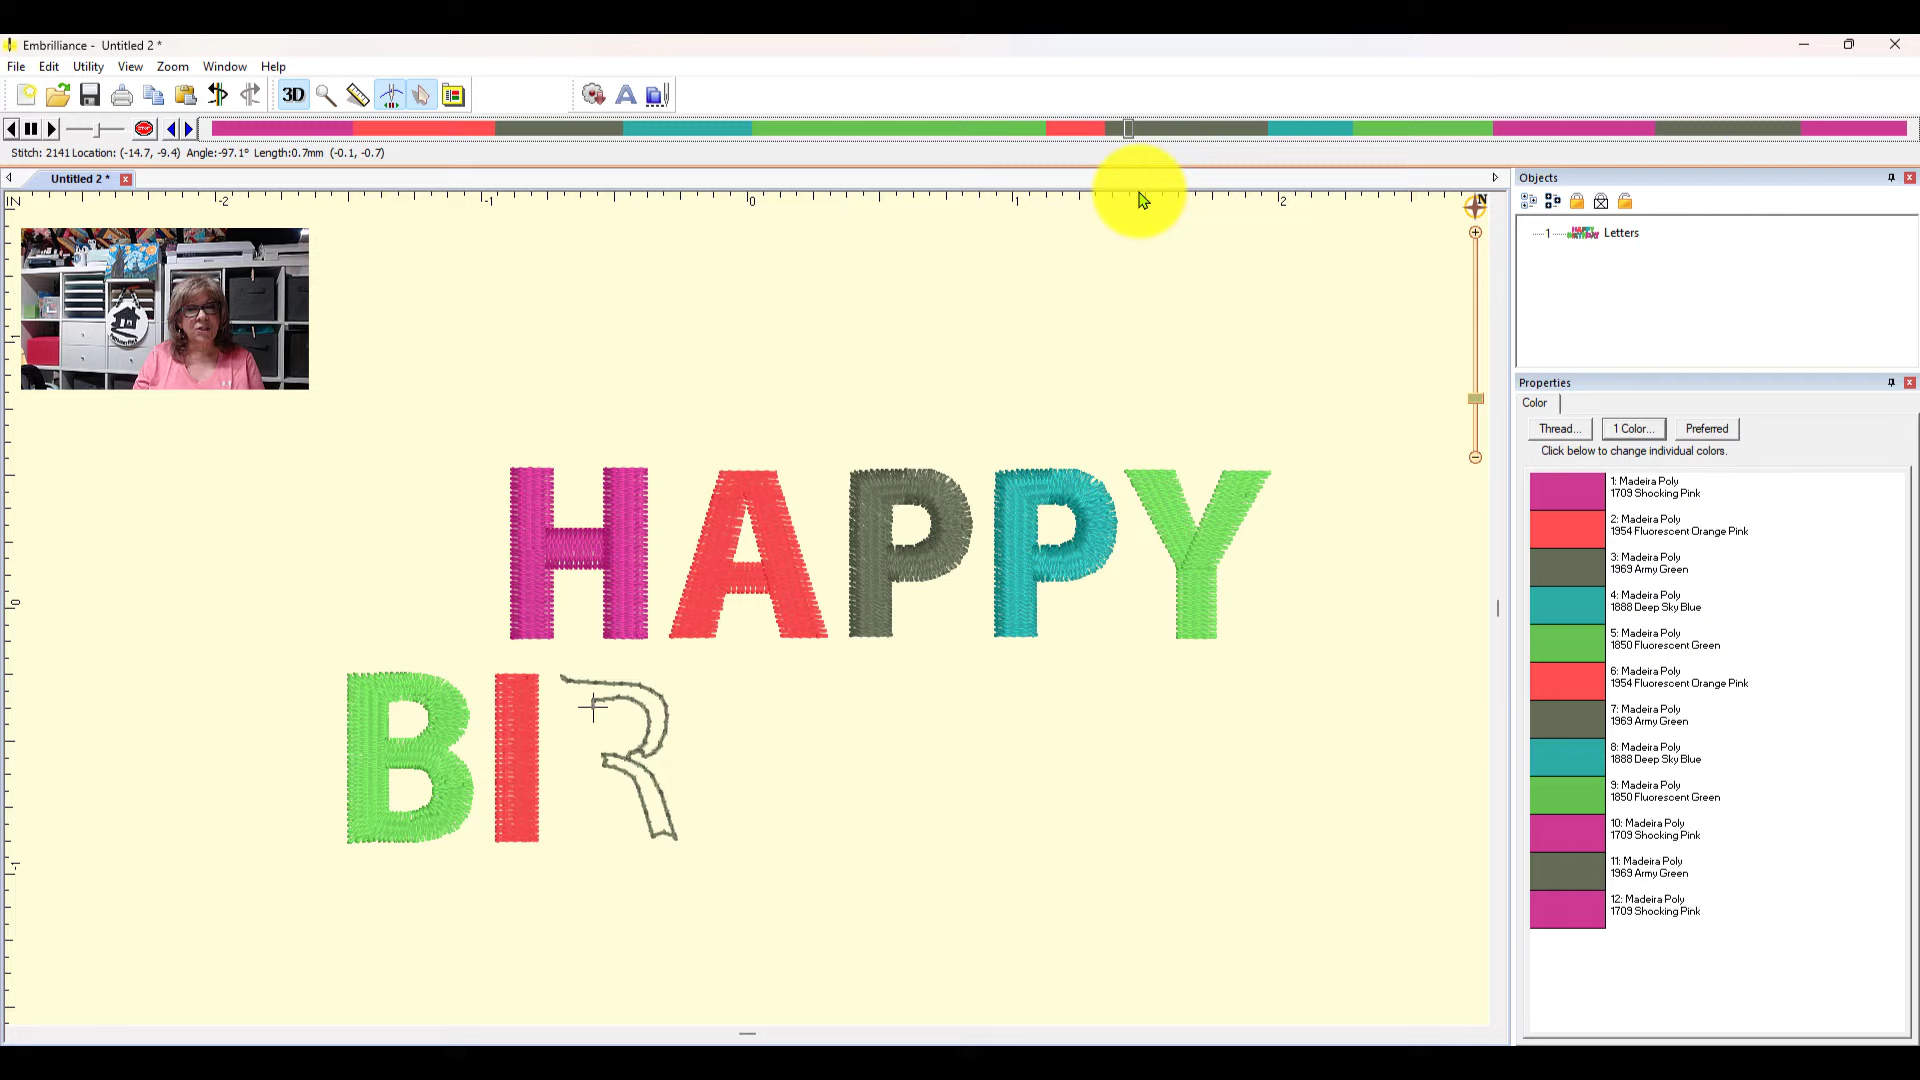 Embrilliance - Untitled 2 *
File Edit Utility View Zoom Window Help
3D
STOP
Stitch: 2141 Location: (-14.7, -9.4) Angle:-97.1° Length:0.7mm (-0.1, -0.7)
Untitled 2 *
IN -2 -1 0 1 2 N
0
-1
HAPPY
BIR
Objects
1 Letters
Properties
Color
Thread... 1 Color... Preferred
Click below to change individual colors.
1: Madeira Poly
1709 Shocking Pink
2: Madeira Poly
1954 Fluorescent Orange Pink
3: Madeira Poly
1969 Army Green
4: Madeira Poly
1888 Deep Sky Blue
5: Madeira Poly
1850 Fluorescent Green
6: Madeira Poly
1954 Fluorescent Orange Pink
7: Madeira Poly
1969 Army Green
8: Madeira Poly
1888 Deep Sky Blue
9: Madeira Poly
1850 Fluorescent Green
10: Madeira Poly
1709 Shocking Pink
11: Madeira Poly
1969 Army Green
12: Madeira Poly
1709 Shocking Pink